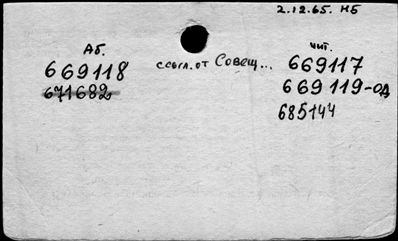 2.12.65. НБ
Аб. чит.
669118 ссыл. от Совещ... 669117
671682 669119-од
685144